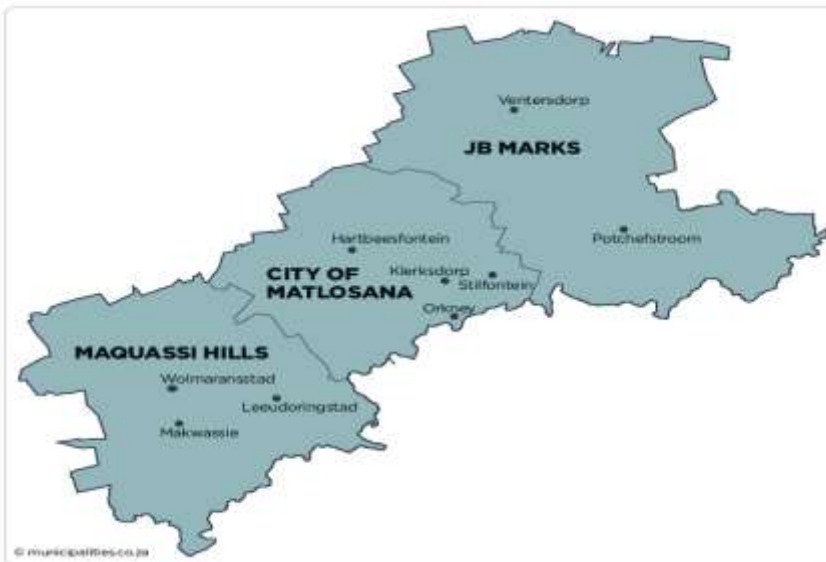 Ventersdorp
JB MARKS
Potchefstroom
Hartbeesfontein
CITY OF
MATLOSANA
Klerksdorp
Stilfontein
Orkney
MAQUASSI HILLS
Wolmaransstad
Leeudoringstad
Makwassie
© municipalities.co.za